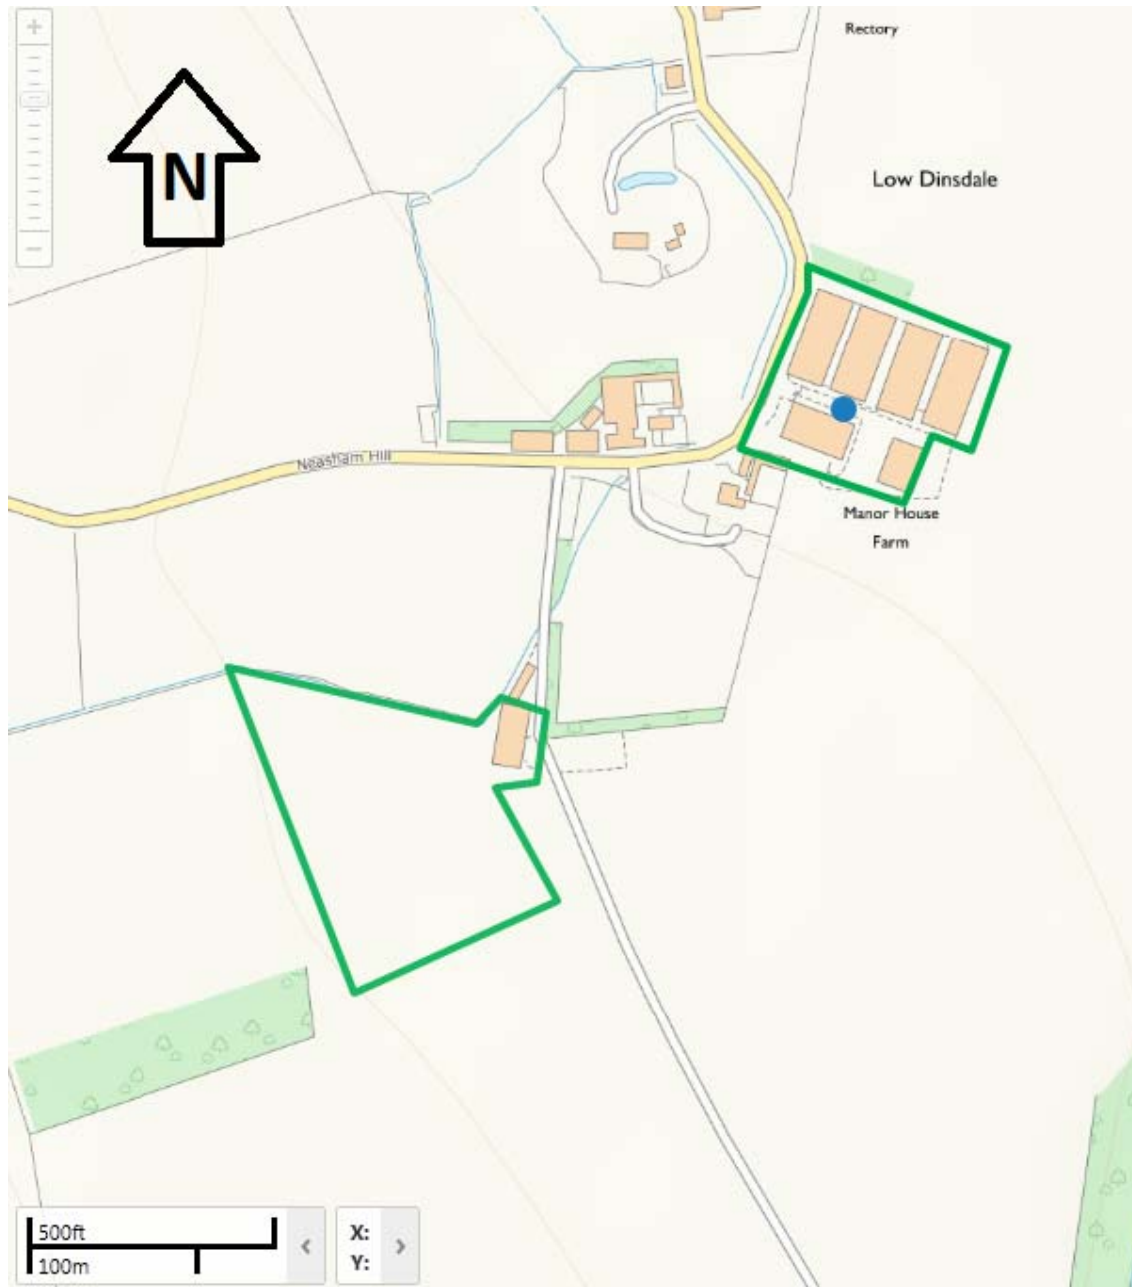 +
Rectory
N
Low Dinsdale
Neasham Hill
Manor House
Farm
−
500ft
100m
<
X:
Y:
>